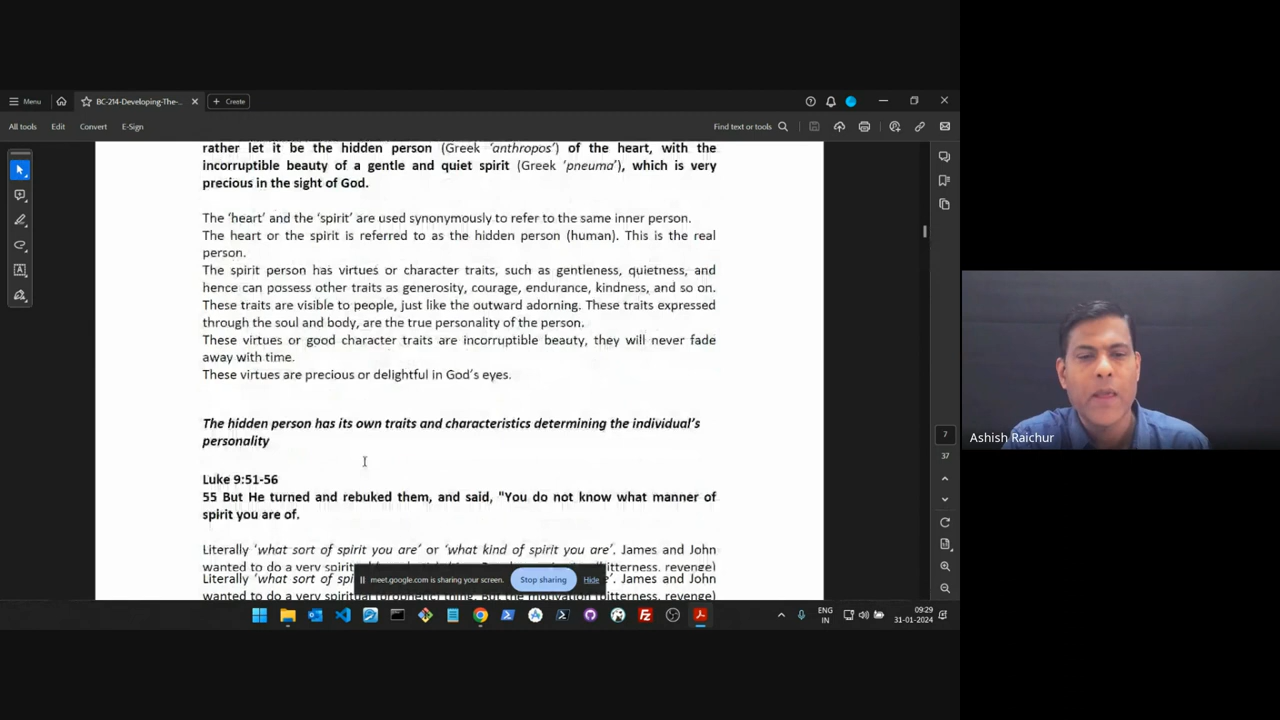 Menu
BC-214-Developing-The-...
Create
All tools
Edit
Convert
E-Sign
Find text or tools
rather let it be the hidden person (Greek 'anthropos') of the heart, with the
incorruptible beauty of a gentle and quiet spirit (Greek 'pneuma'), which is very
precious in the sight of God.
The 'heart' and the 'spirit' are used synonymously to refer to the same inner person.
The heart or the spirit is referred to as the hidden person (human). This is the real
person.
The spirit person has virtues or character traits, such as gentleness, quietness, and
hence can possess other traits as generosity, courage, endurance, kindness, and so on.
These traits are visible to people, just like the outward adorning. These traits expressed
through the soul and body, are the true personality of the person.
These virtues or good character traits are incorruptible beauty, they will never fade
away with time.
These virtues are precious or delightful in God's eyes.
The hidden person has its own traits and characteristics determining the individual's
personality
Luke 9:51-56
55 But He turned and rebuked them, and said, "You do not know what manner of
spirit you are of.
Literally 'what sort of spirit you are' or 'what kind of spirit you are'. James and John
wanted to do a very spiritual (prophetic) thing. But the motivation (bitterness, revenge)
Literally 'what sort of spi
e'. James and John
wanted to do a very spiritual (prophetic) thing. But the motivation (bitterness, revenge)
meet.google.com is sharing your screen.
Stop sharing
Hide
7
37
ENG
IN
09:29
31-01-2024
Ashish Raichur